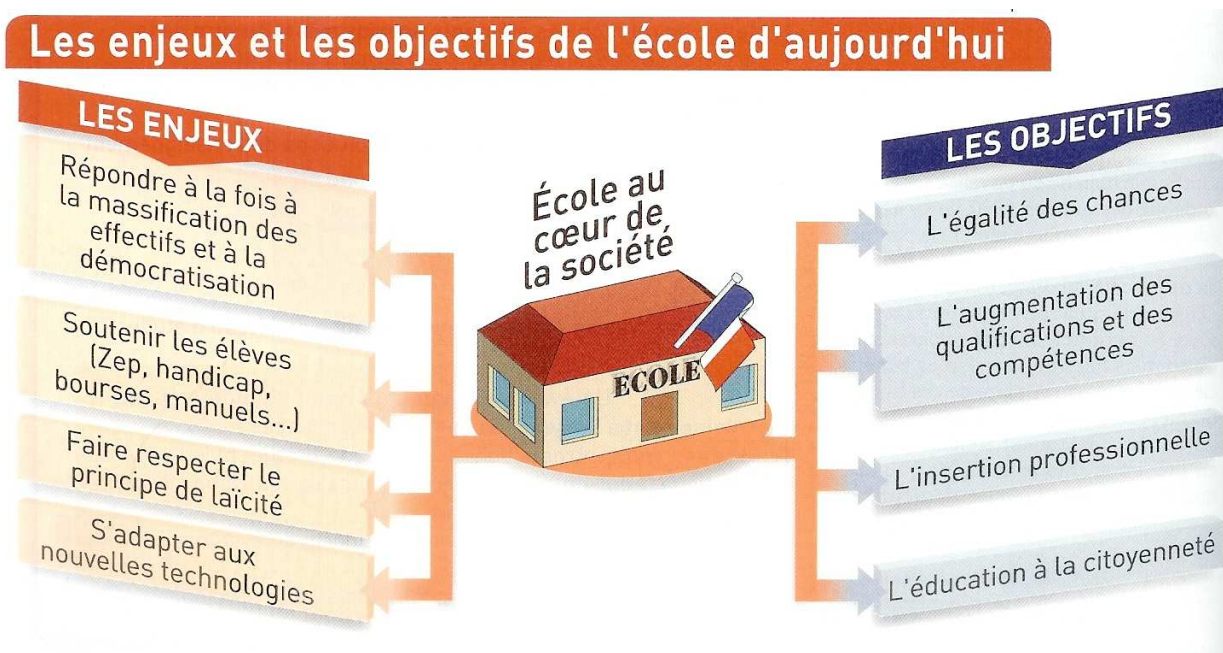 Les enjeux et les objectifs de l'école d'aujourd'hui
LES ENJEUX
Répondre à la fois à
la massification des
effectifs et à la
démocratisation
Soutenir les élèves
(Zep, handicap,
bourses, manuels...)
Faire respecter le
principe de laïcité
S'adapter aux
nouvelles technologies
École au
cœur de
la société
ECOLE
LES OBJECTIFS
L'égalité des chances
L'augmentation des
qualifications et des
compétences
L'insertion professionnelle
L'éducation à la citoyenneté